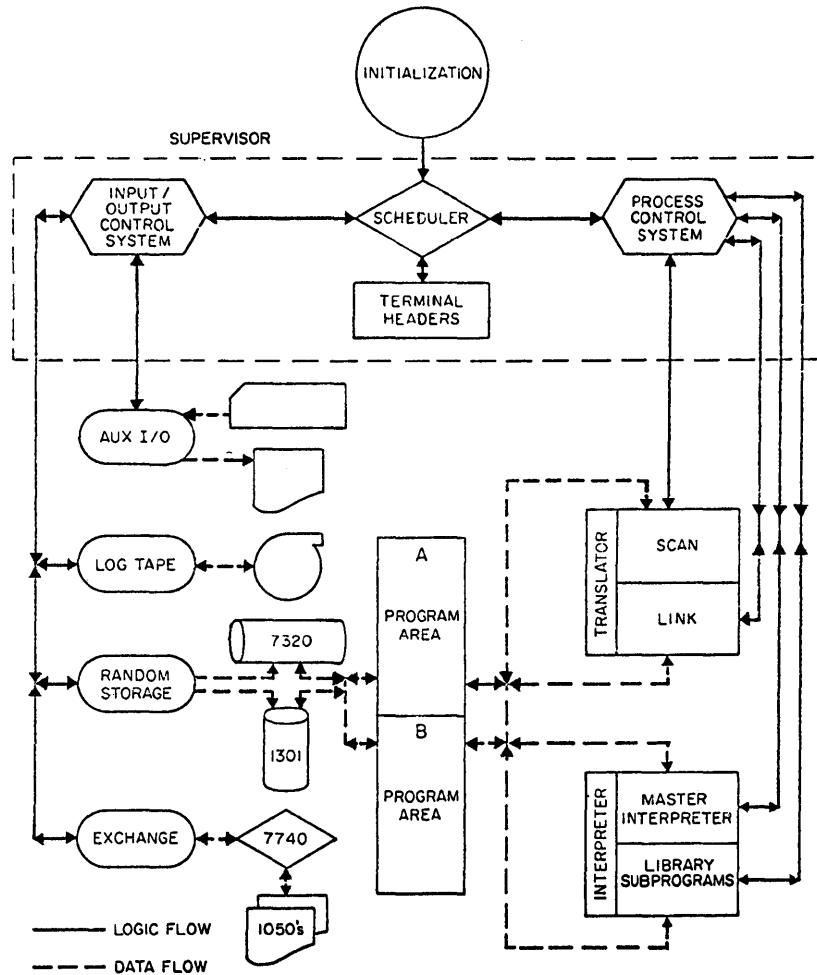 INITIALIZATION
SUPERVISOR
INPUT /
OUTPUT
CONTROL
SYSTEM
SCHEDULER
PROCESS
CONTROL
SYSTEM
TERMINAL
HEADERS
AUX I/O
LOG TAPE
RANDOM
STORAGE
EXCHANGE
7320
1301
7740
1050's
A
PROGRAM
AREA
B
PROGRAM
AREA
TRANSLATOR
SCAN
LINK
INTERPRETER
MASTER
INTERPRETER
LIBRARY
SUBPROGRAMS
LOGIC FLOW
DATA FLOW